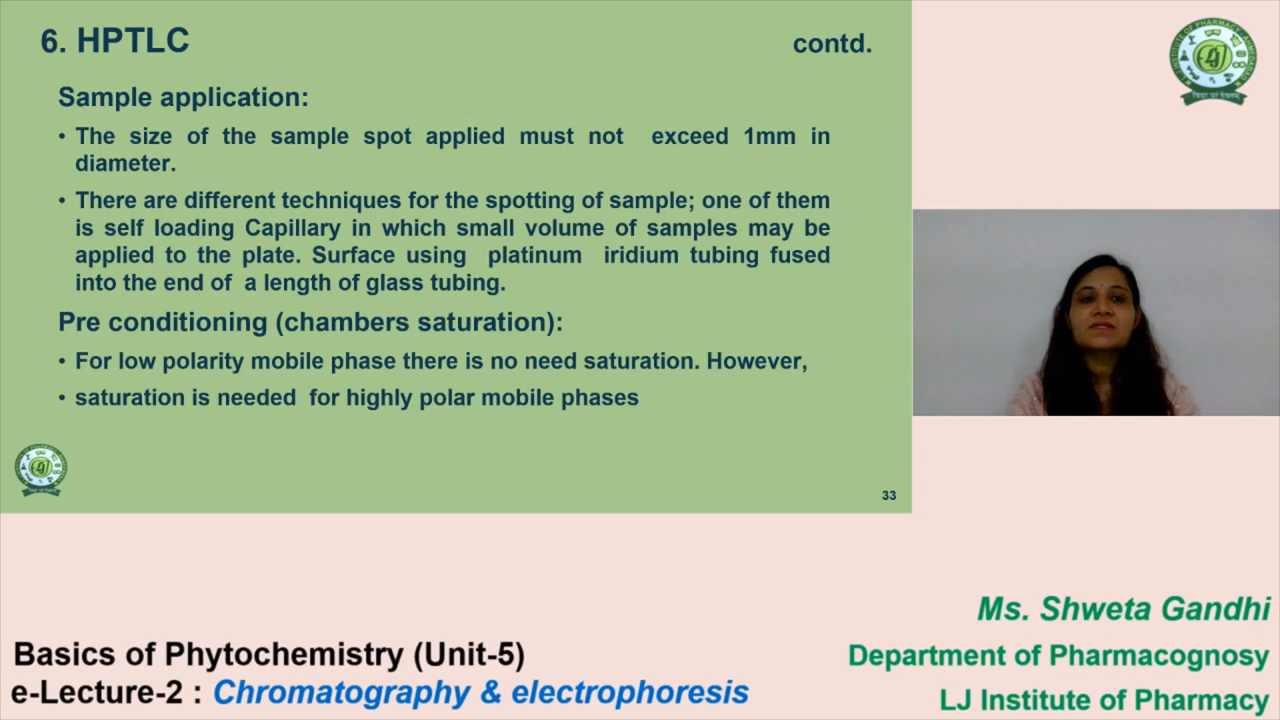 6. HPTLC
contd.
Sample application:
• The size of the sample spot applied must not exceed 1mm in
diameter.
• There are different techniques for the spotting of sample; one of them
is self loading Capillary in which small volume of samples may be
applied to the plate. Surface using platinum iridium tubing fused
into the end of a length of glass tubing.
Pre conditioning (chambers saturation):
• For low polarity mobile phase there is no need saturation. However,
• saturation is needed for highly polar mobile phases
33
Ms. Shweta Gandhi
Basics of Phytochemistry (Unit-5)
Department of Pharmacognosy
e-Lecture-2 : Chromatography & electrophoresis
LJ Institute of Pharmacy